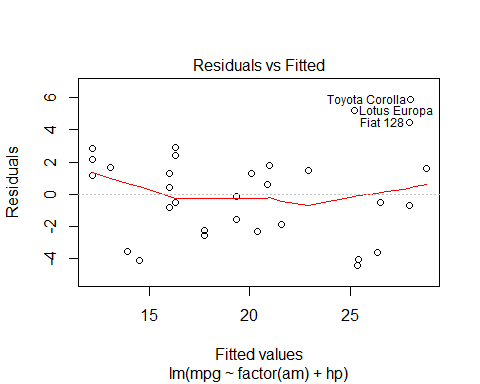 Residuals vs Fitted
Residuals
6
4
2
0
-2
-4
Toyota Corolla
Lotus Europa
Fiat 128
15
20
25
Fitted values
lm(mpg ~ factor(am) + hp)